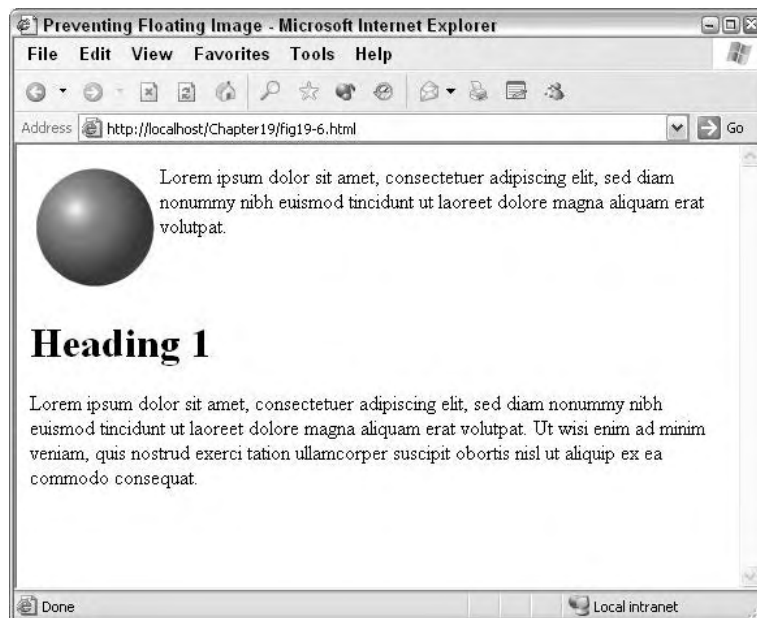 Preventing Floating Image - Microsoft Internet Explorer
File Edit View Favorites Tools Help
Address http://localhost/Chapter19/fig19-6.html Go
Lorem ipsum dolor sit amet, consectetuer adipiscing elit, sed diam
nonummy nibh euismod tincidunt ut laoreet dolore magna aliquam erat
volutpat.
Heading 1
Lorem ipsum dolor sit amet, consectetuer adipiscing elit, sed diam nonummy nibh
euismod tincidunt ut laoreet dolore magna aliquam erat volutpat. Ut wisi enim ad minim
veniam, quis nostrud exerci tation ullamcorper suscipit obortis nisl ut aliquip ex ea
commodo consequat.
Done Local intranet